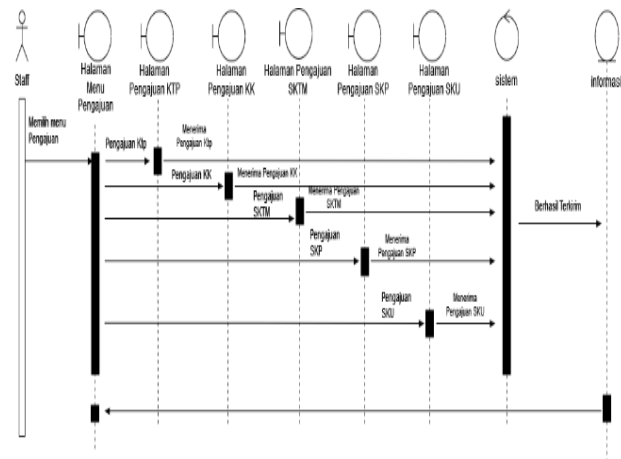 Staff
Halaman
Menu
Pengajuan
Halaman
Pengajuan KTP
Halaman
Pengajuan KK
Halaman Pengajuan
SKTM
Halaman
Pengajuan SKP
Halaman
Pengajuan SKU
sistem
informasi
Memilih menu
Pengajuan
Pengajuan Ktp
Menerima
Pengajuan Ktp
Pengajuan KK
Menerima Pengajuan KK
Pengajuan
SKTM
Menerima Pengajuan
SKTM
Berhasil Terkirim
Pengajuan
SKP
Menerima
Pengajuan SKP
Pengajuan
SKU
Menerima
Pengajuan SKU